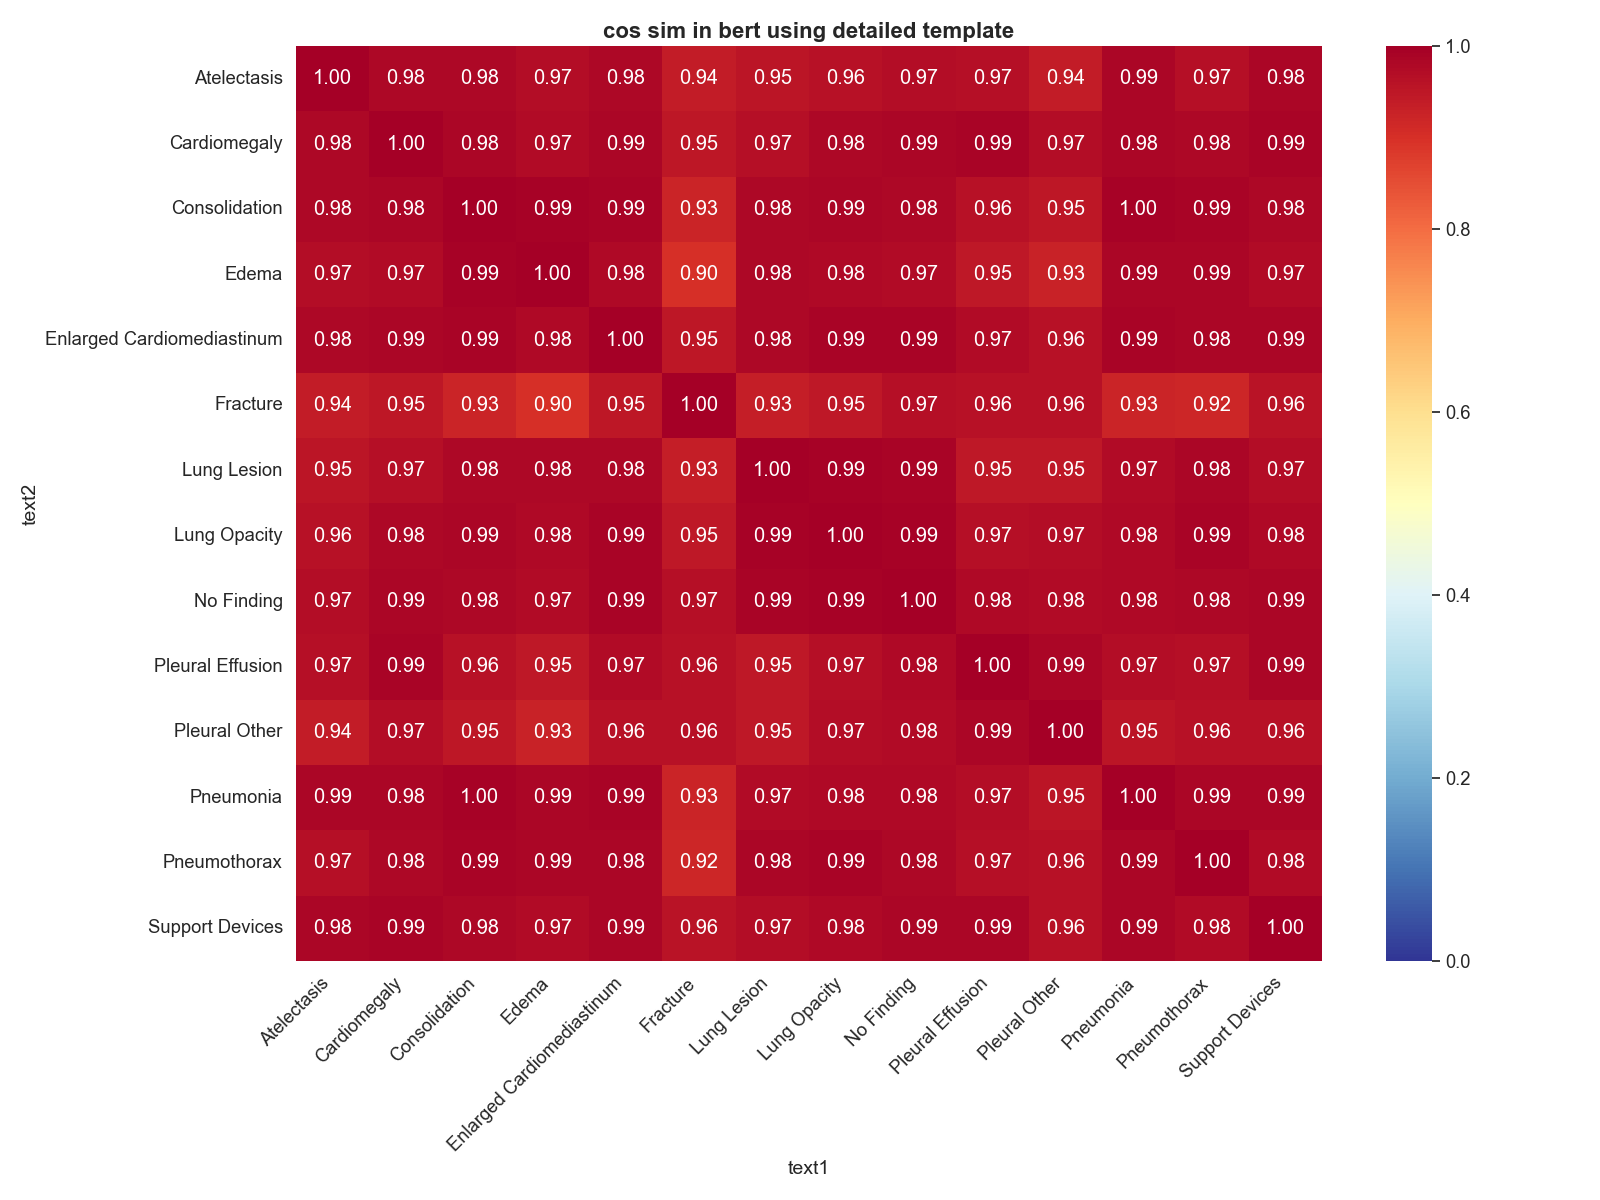 cos sim in bert using detailed template
Atelectasis 1.00 0.98 0.98 0.97 0.98 0.94 0.95 0.96 0.97 0.97 0.94 0.99 0.97 0.98
Cardiomegaly 0.98 1.00 0.98 0.97 0.99 0.95 0.97 0.98 0.99 0.99 0.97 0.98 0.98 0.99
Consolidation 0.98 0.98 1.00 0.99 0.99 0.93 0.98 0.99 0.98 0.96 0.95 1.00 0.99 0.98
Edema 0.97 0.97 0.99 1.00 0.98 0.90 0.98 0.98 0.97 0.95 0.93 0.99 0.99 0.97
Enlarged Cardiomediastinum 0.98 0.99 0.99 0.98 1.00 0.95 0.98 0.99 0.99 0.97 0.96 0.99 0.98 0.99
Fracture 0.94 0.95 0.93 0.90 0.95 1.00 0.93 0.95 0.97 0.96 0.96 0.93 0.92 0.96
Lung Lesion 0.95 0.97 0.98 0.98 0.98 0.93 1.00 0.99 0.99 0.95 0.95 0.97 0.98 0.97
Lung Opacity 0.96 0.98 0.99 0.98 0.99 0.95 0.99 1.00 0.99 0.97 0.97 0.98 0.99 0.98
No Finding 0.97 0.99 0.98 0.97 0.99 0.97 0.99 0.99 1.00 0.98 0.98 0.98 0.98 0.99
Pleural Effusion 0.97 0.99 0.96 0.95 0.97 0.96 0.95 0.97 0.98 1.00 0.99 0.97 0.97 0.99
Pleural Other 0.94 0.97 0.95 0.93 0.96 0.96 0.95 0.97 0.98 0.99 1.00 0.95 0.96 0.96
Pneumonia 0.99 0.98 1.00 0.99 0.99 0.93 0.97 0.98 0.98 0.97 0.95 1.00 0.99 0.99
Pneumothorax 0.97 0.98 0.99 0.99 0.98 0.92 0.98 0.99 0.98 0.97 0.96 0.99 1.00 0.98
Support Devices 0.98 0.99 0.98 0.97 0.99 0.96 0.97 0.98 0.99 0.99 0.96 0.99 0.98 1.00
text2
Atelectasis
Cardiomegaly
Consolidation
Edema
Enlarged Cardiomediastinum
Fracture
Lung Lesion
Lung Opacity
No Finding
Pleural Effusion
Pleural Other
Pneumonia
Pneumothorax
Support Devices
text1
1.0
0.8
0.6
0.4
0.2
0.0